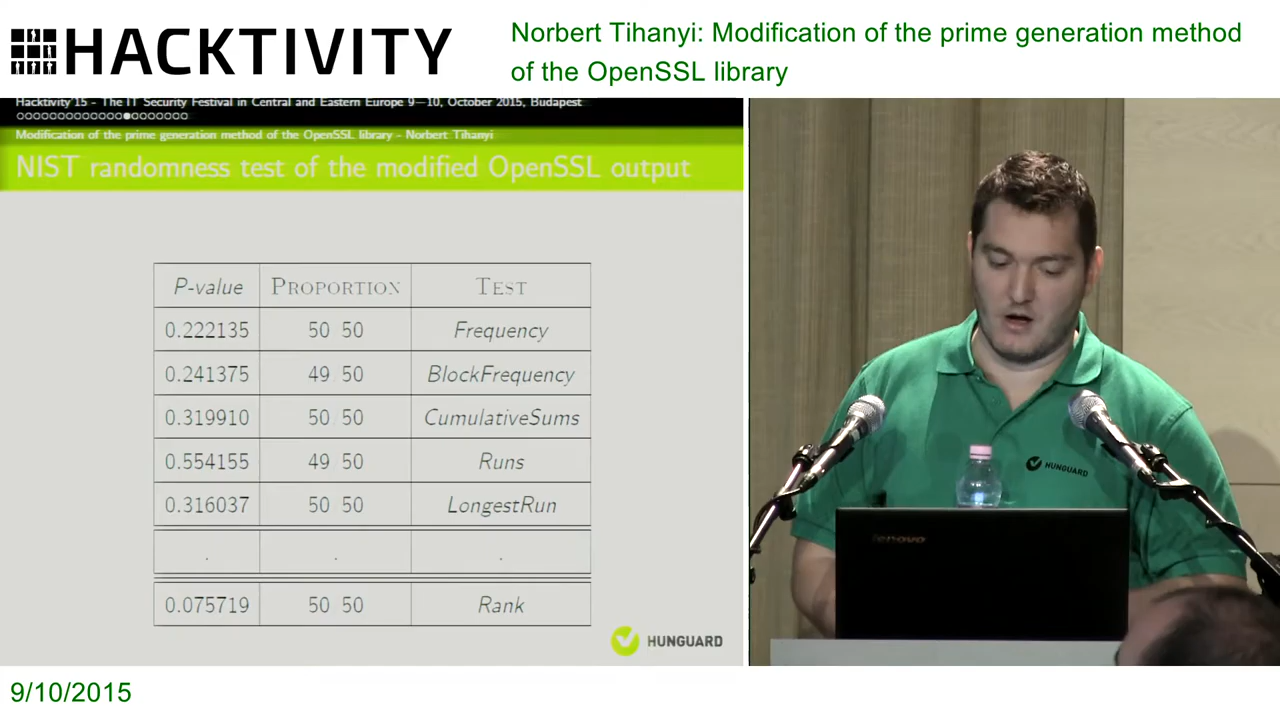 HACKTIVITY
Norbert Tihanyi: Modification of the prime generation method
of the OpenSSL library
Hacktivity'15 - The IT Security Festival in Central and Eastern Europe 9—10, October 2015, Budapest
Modification of the prime generation method of the OpenSSL library - Norbert Tihanyi
NIST randomness test of the modified OpenSSL output
P-value PROPORTION TEST
0.222135 50 50 Frequency
0.241375 49 50 BlockFrequency
0.319910 50 50 CumulativeSums
0.554155 49 50 Runs
0.316037 50 50 LongestRun
. . .
0.075719 50 50 Rank
HUNGUARD
HUNGUARD
lenovo
9/10/2015